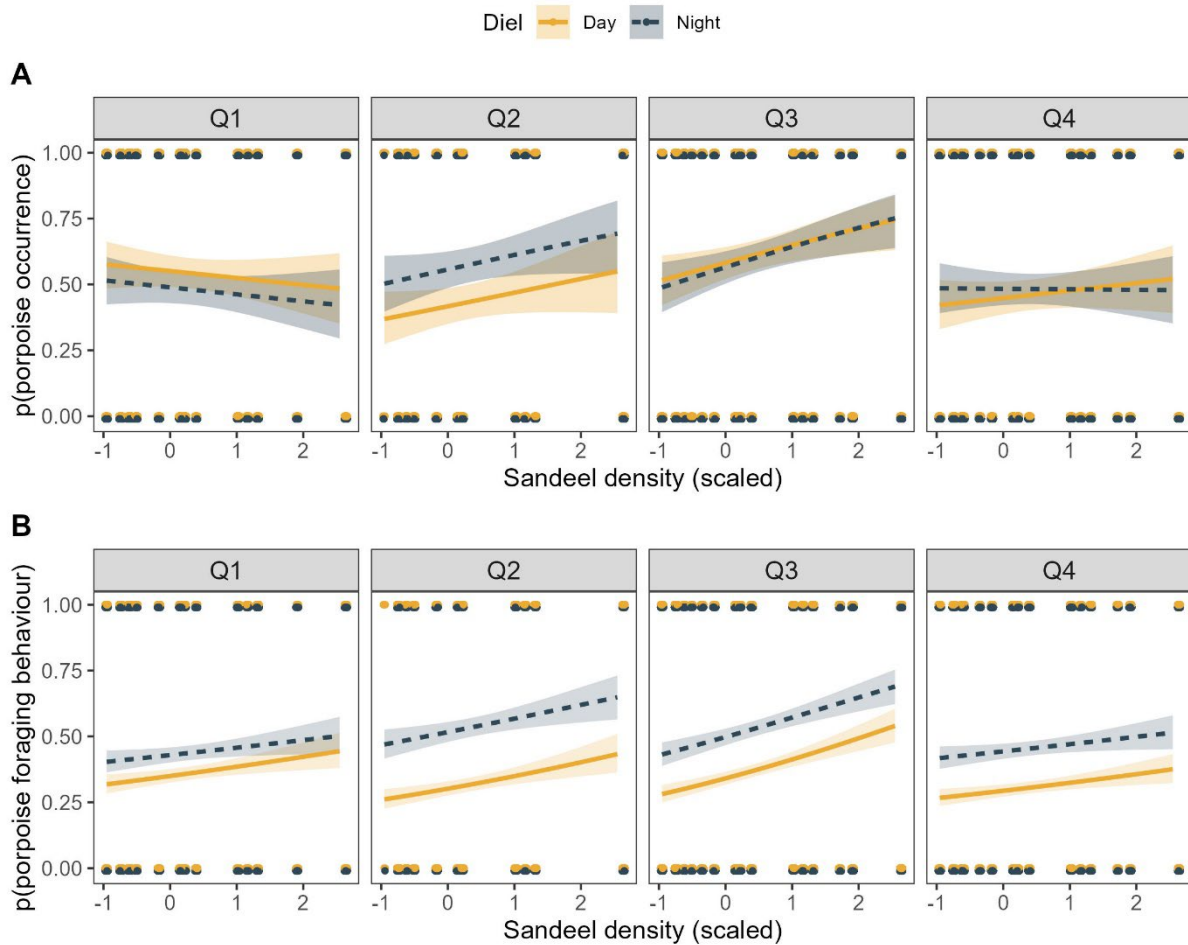 Diel Day Night
A
Q1 Q2 Q3 Q4
p(porpoise occurrence)
1.00
0.75
0.50
0.25
0.00
-1 0 1 2 -1 0 1 2 -1 0 1 2 -1 0 1 2
Sandeel density (scaled)
B
Q1 Q2 Q3 Q4
p(porpoise foraging behaviour)
1.00
0.75
0.50
0.25
0.00
-1 0 1 2 -1 0 1 2 -1 0 1 2 -1 0 1 2
Sandeel density (scaled)